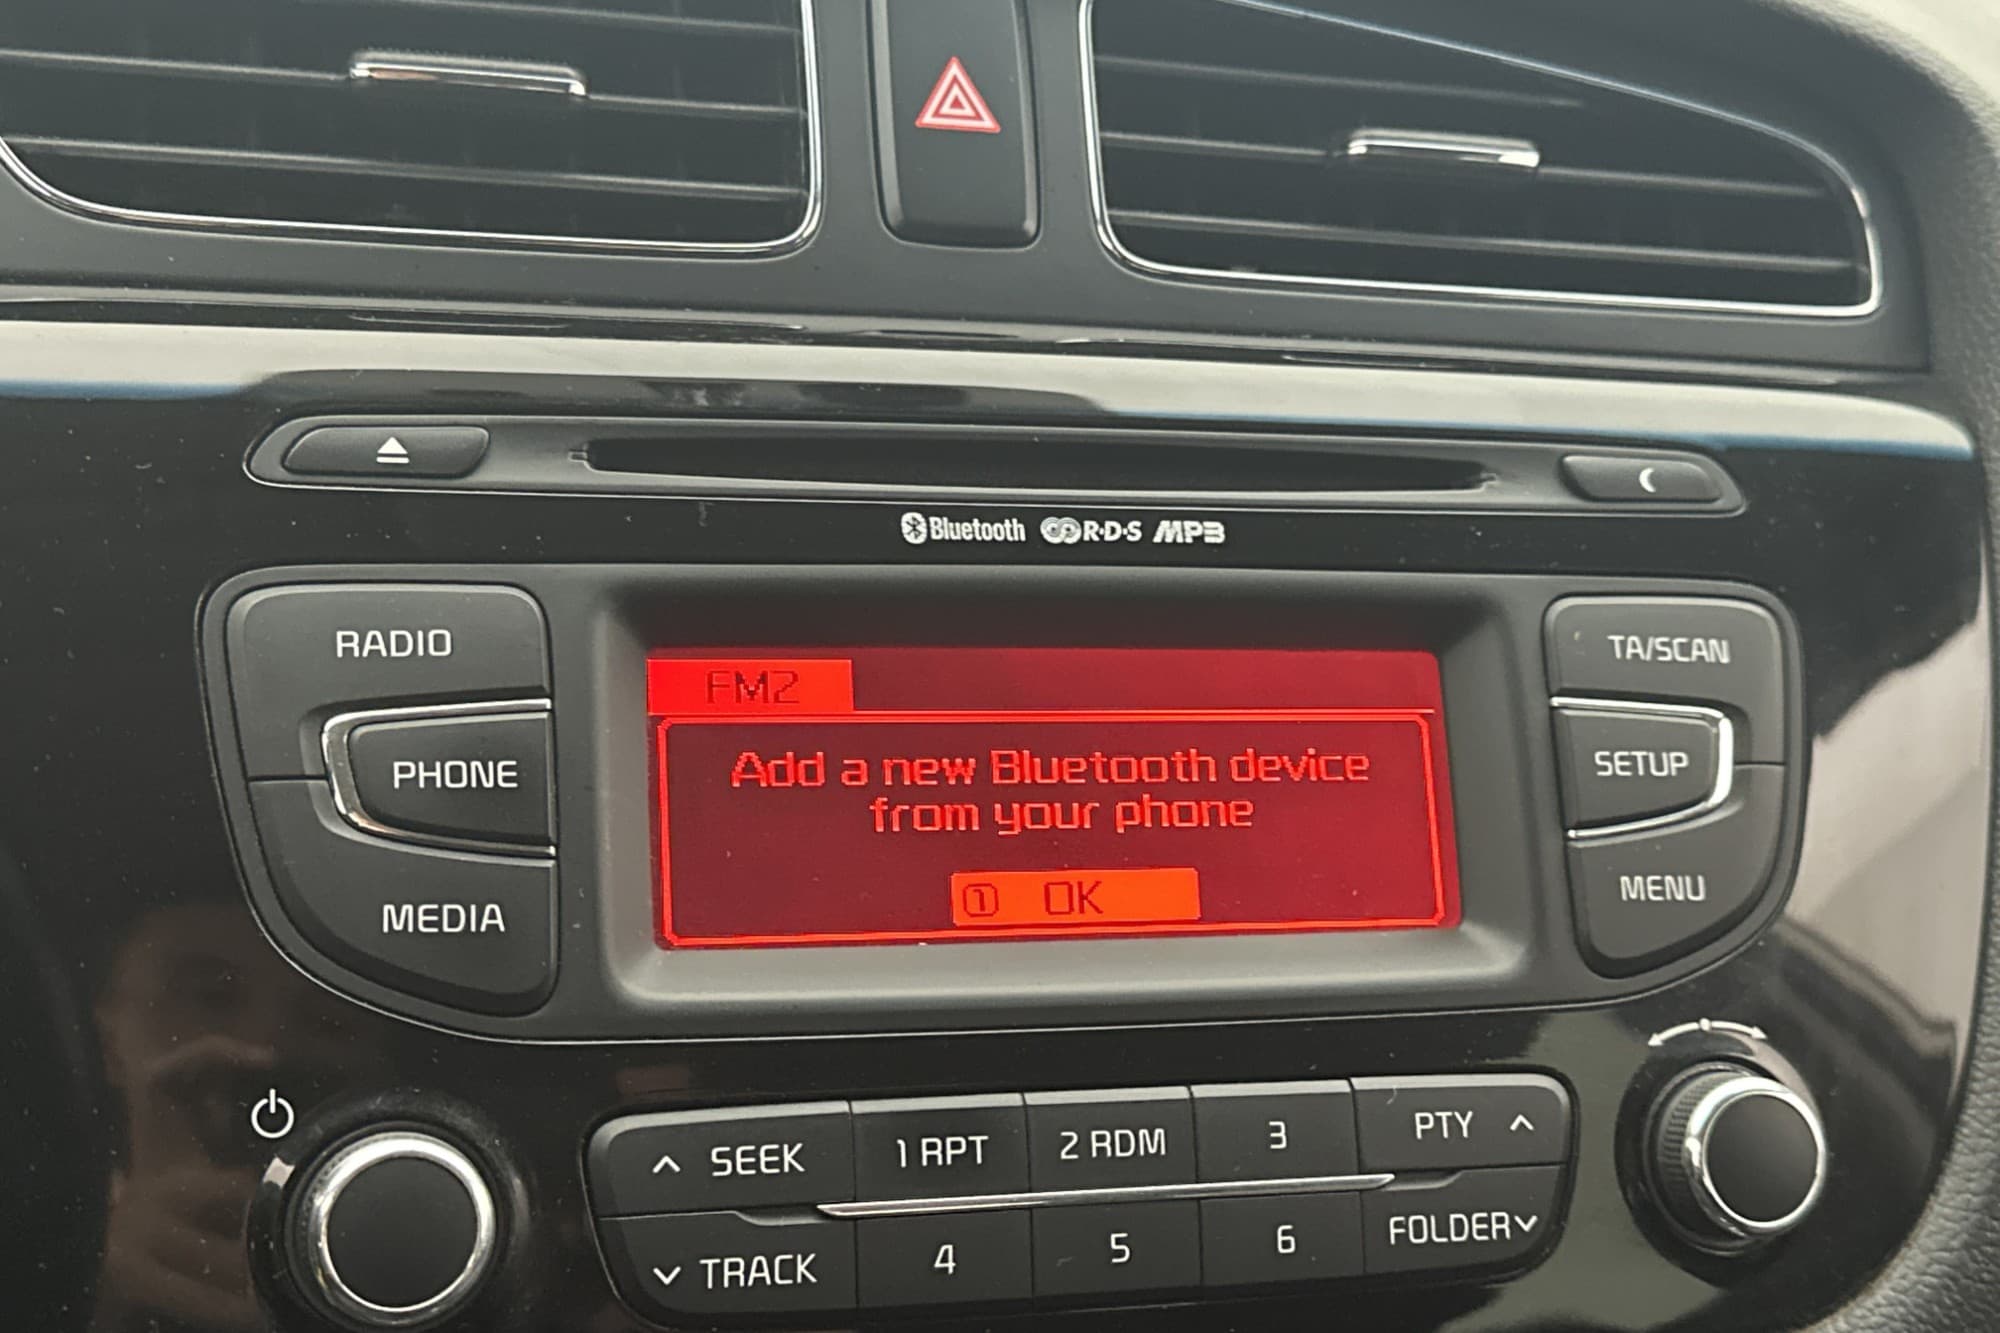 Bluetooth R·D·S MP3
RADIO
PHONE
MEDIA
FM2
Add a new Bluetooth device
from your phone
1 OK
TA/SCAN
SETUP
MENU
SEEK
1 RPT
2 RDM
3
PTY
TRACK
4
5
6
FOLDER